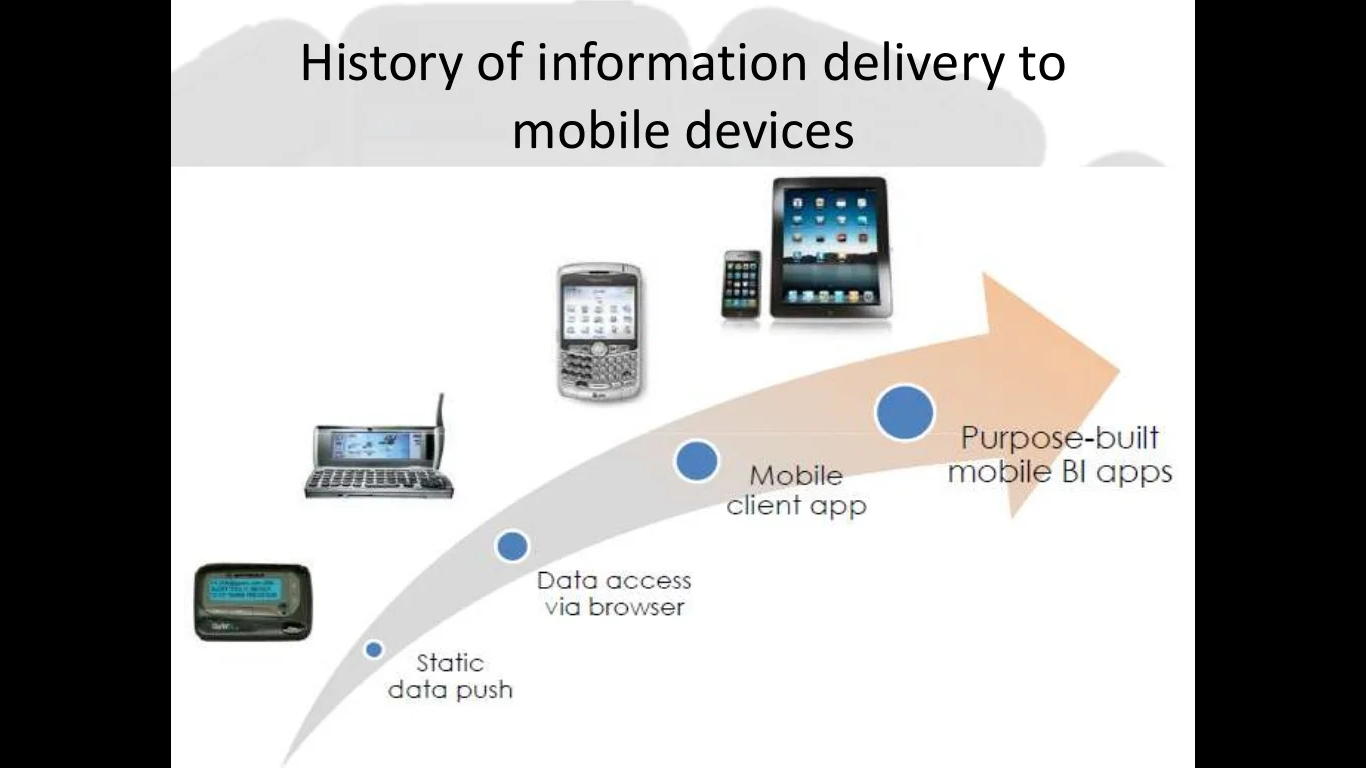 History of information delivery to
mobile devices
Purpose-built
mobile BI apps
Mobile
client app
Data access
via browser
Static
data push